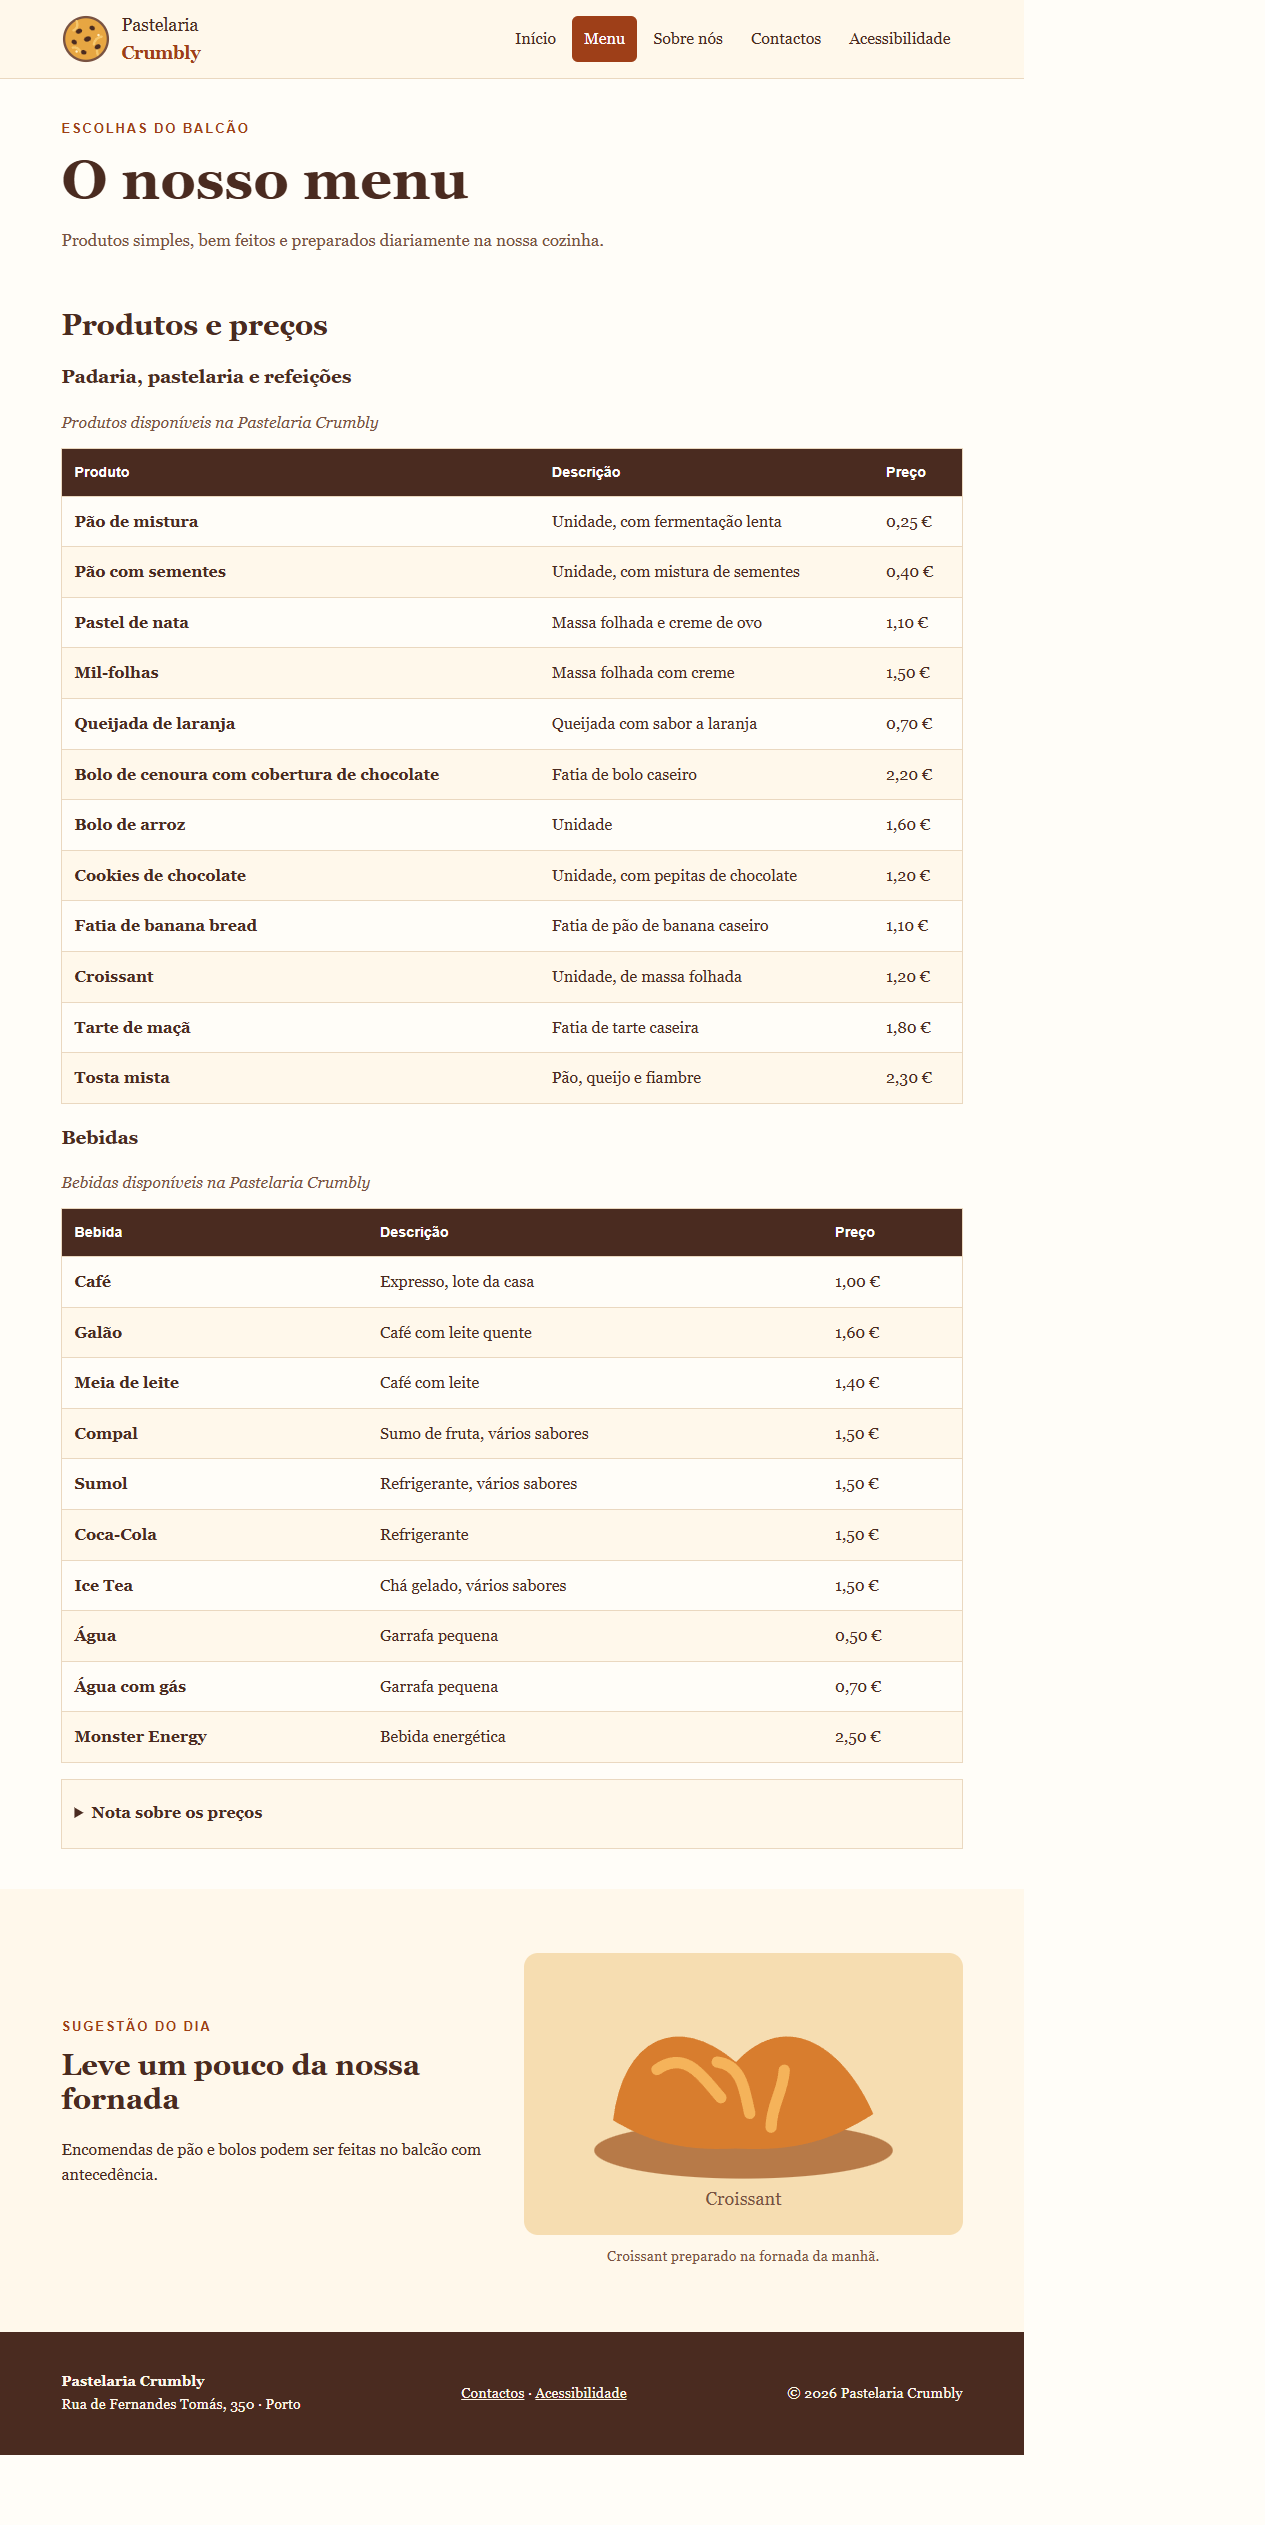 Pastelaria
Crumbly
Início Menu Sobre nós Contactos Acessibilidade
ESCOLHAS DO BALCÃO
O nosso menu
Produtos simples, bem feitos e preparados diariamente na nossa cozinha.
Produtos e preços
Padaria, pastelaria e refeições
Produtos disponíveis na Pastelaria Crumbly
Produto Descrição Preço
Pão de mistura Unidade, com fermentação lenta 0,25 €
Pão com sementes Unidade, com mistura de sementes 0,40 €
Pastel de nata Massa folhada e creme de ovo 1,10 €
Mil-folhas Massa folhada com creme 1,50 €
Queijada de laranja Queijada com sabor a laranja 0,70 €
Bolo de cenoura com cobertura de chocolate Fatia de bolo caseiro 2,20 €
Bolo de arroz Unidade 1,60 €
Cookies de chocolate Unidade, com pepitas de chocolate 1,20 €
Fatia de banana bread Fatia de pão de banana caseiro 1,10 €
Croissant Unidade, de massa folhada 1,20 €
Tarte de maçã Fatia de tarte caseira 1,80 €
Tosta mista Pão, queijo e fiambre 2,30 €
Bebidas
Bebidas disponíveis na Pastelaria Crumbly
Bebida Descrição Preço
Café Expresso, lote da casa 1,00 €
Galão Café com leite quente 1,60 €
Meia de leite Café com leite 1,40 €
Compal Sumo de fruta, vários sabores 1,50 €
Sumol Refrigerante, vários sabores 1,50 €
Coca-Cola Refrigerante 1,50 €
Ice Tea Chá gelado, vários sabores 1,50 €
Água Garrafa pequena 0,50 €
Água com gás Garrafa pequena 0,70 €
Monster Energy Bebida energética 2,50 €
Nota sobre os preços
SUGESTÃO DO DIA
Leve um pouco da nossa
fornada
Encomendas de pão e bolos podem ser feitas no balcão com
antecedência.
Croissant
Croissant preparado na fornada da manhã.
Pastelaria Crumbly
Rua de Fernandes Tomás, 350 · Porto
Contactos · Acessibilidade
© 2026 Pastelaria Crumbly